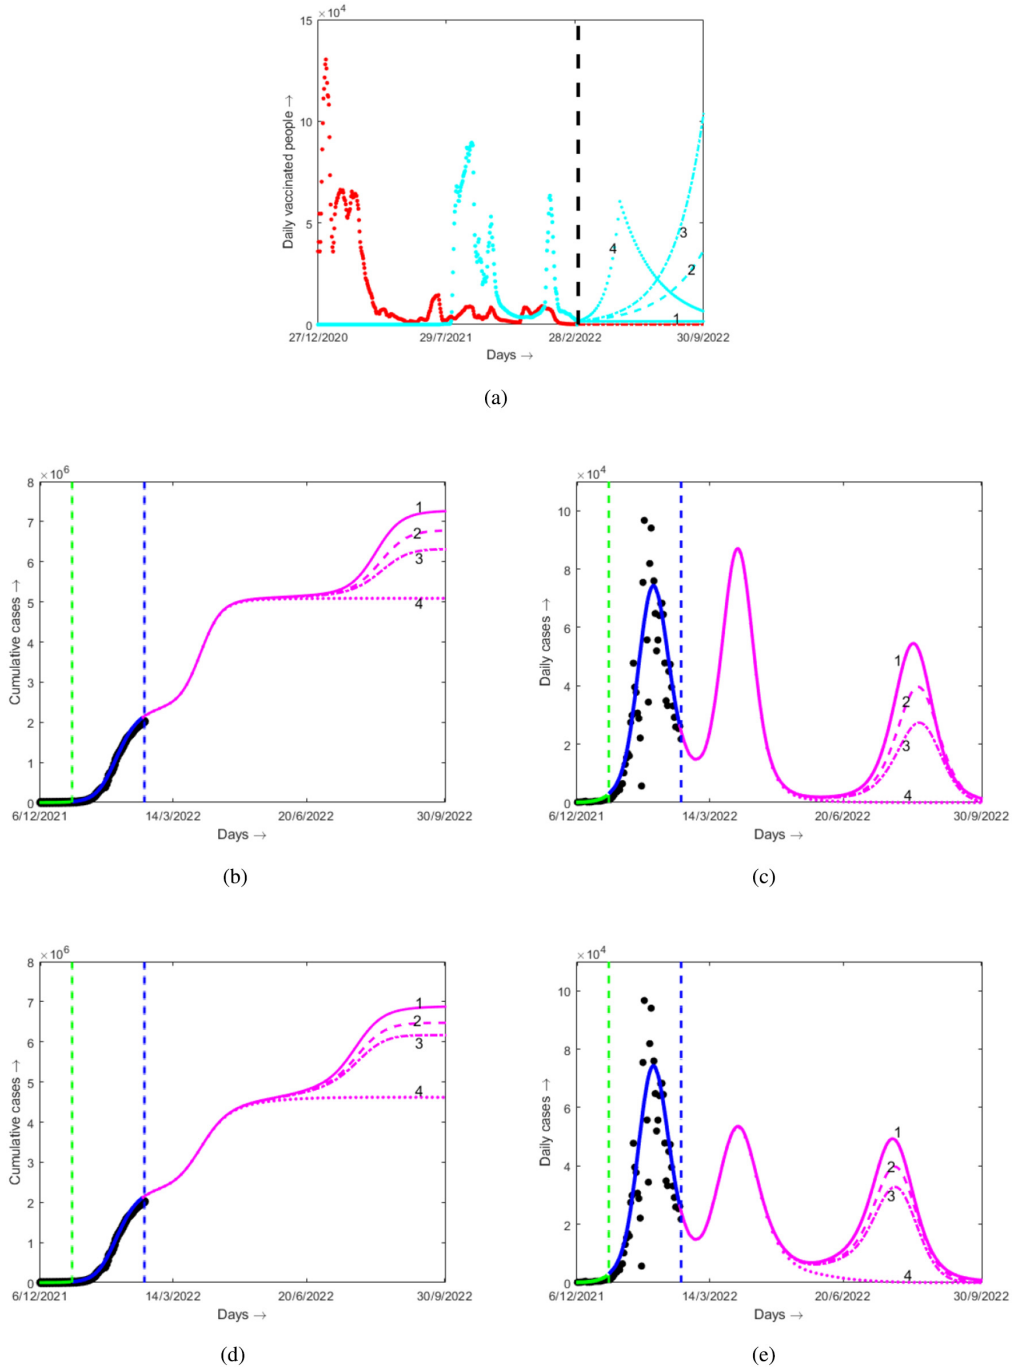 ×10^4
15
10
5
0
Daily vaccinated people →
4
3
2
1
27/12/2020 29/7/2021 28/2/2022 30/9/2022
Days →
(a)
×10^6
8
7
6
5
4
3
2
1
0
Cumulative cases →
1
2
3
4
6/12/2021 14/3/2022 20/6/2022 30/9/2022
Days →
(b)
×10^4
10
8
6
4
2
0
Daily cases →
1
2
3
4
6/12/2021 14/3/2022 20/6/2022 30/9/2022
Days →
(c)
×10^6
8
7
6
5
4
3
2
1
0
Cumulative cases →
1
2
3
4
6/12/2021 14/3/2022 20/6/2022 30/9/2022
Days →
(d)
×10^4
10
8
6
4
2
0
Daily cases →
1
2
3
4
6/12/2021 14/3/2022 20/6/2022 30/9/2022
Days →
(e)